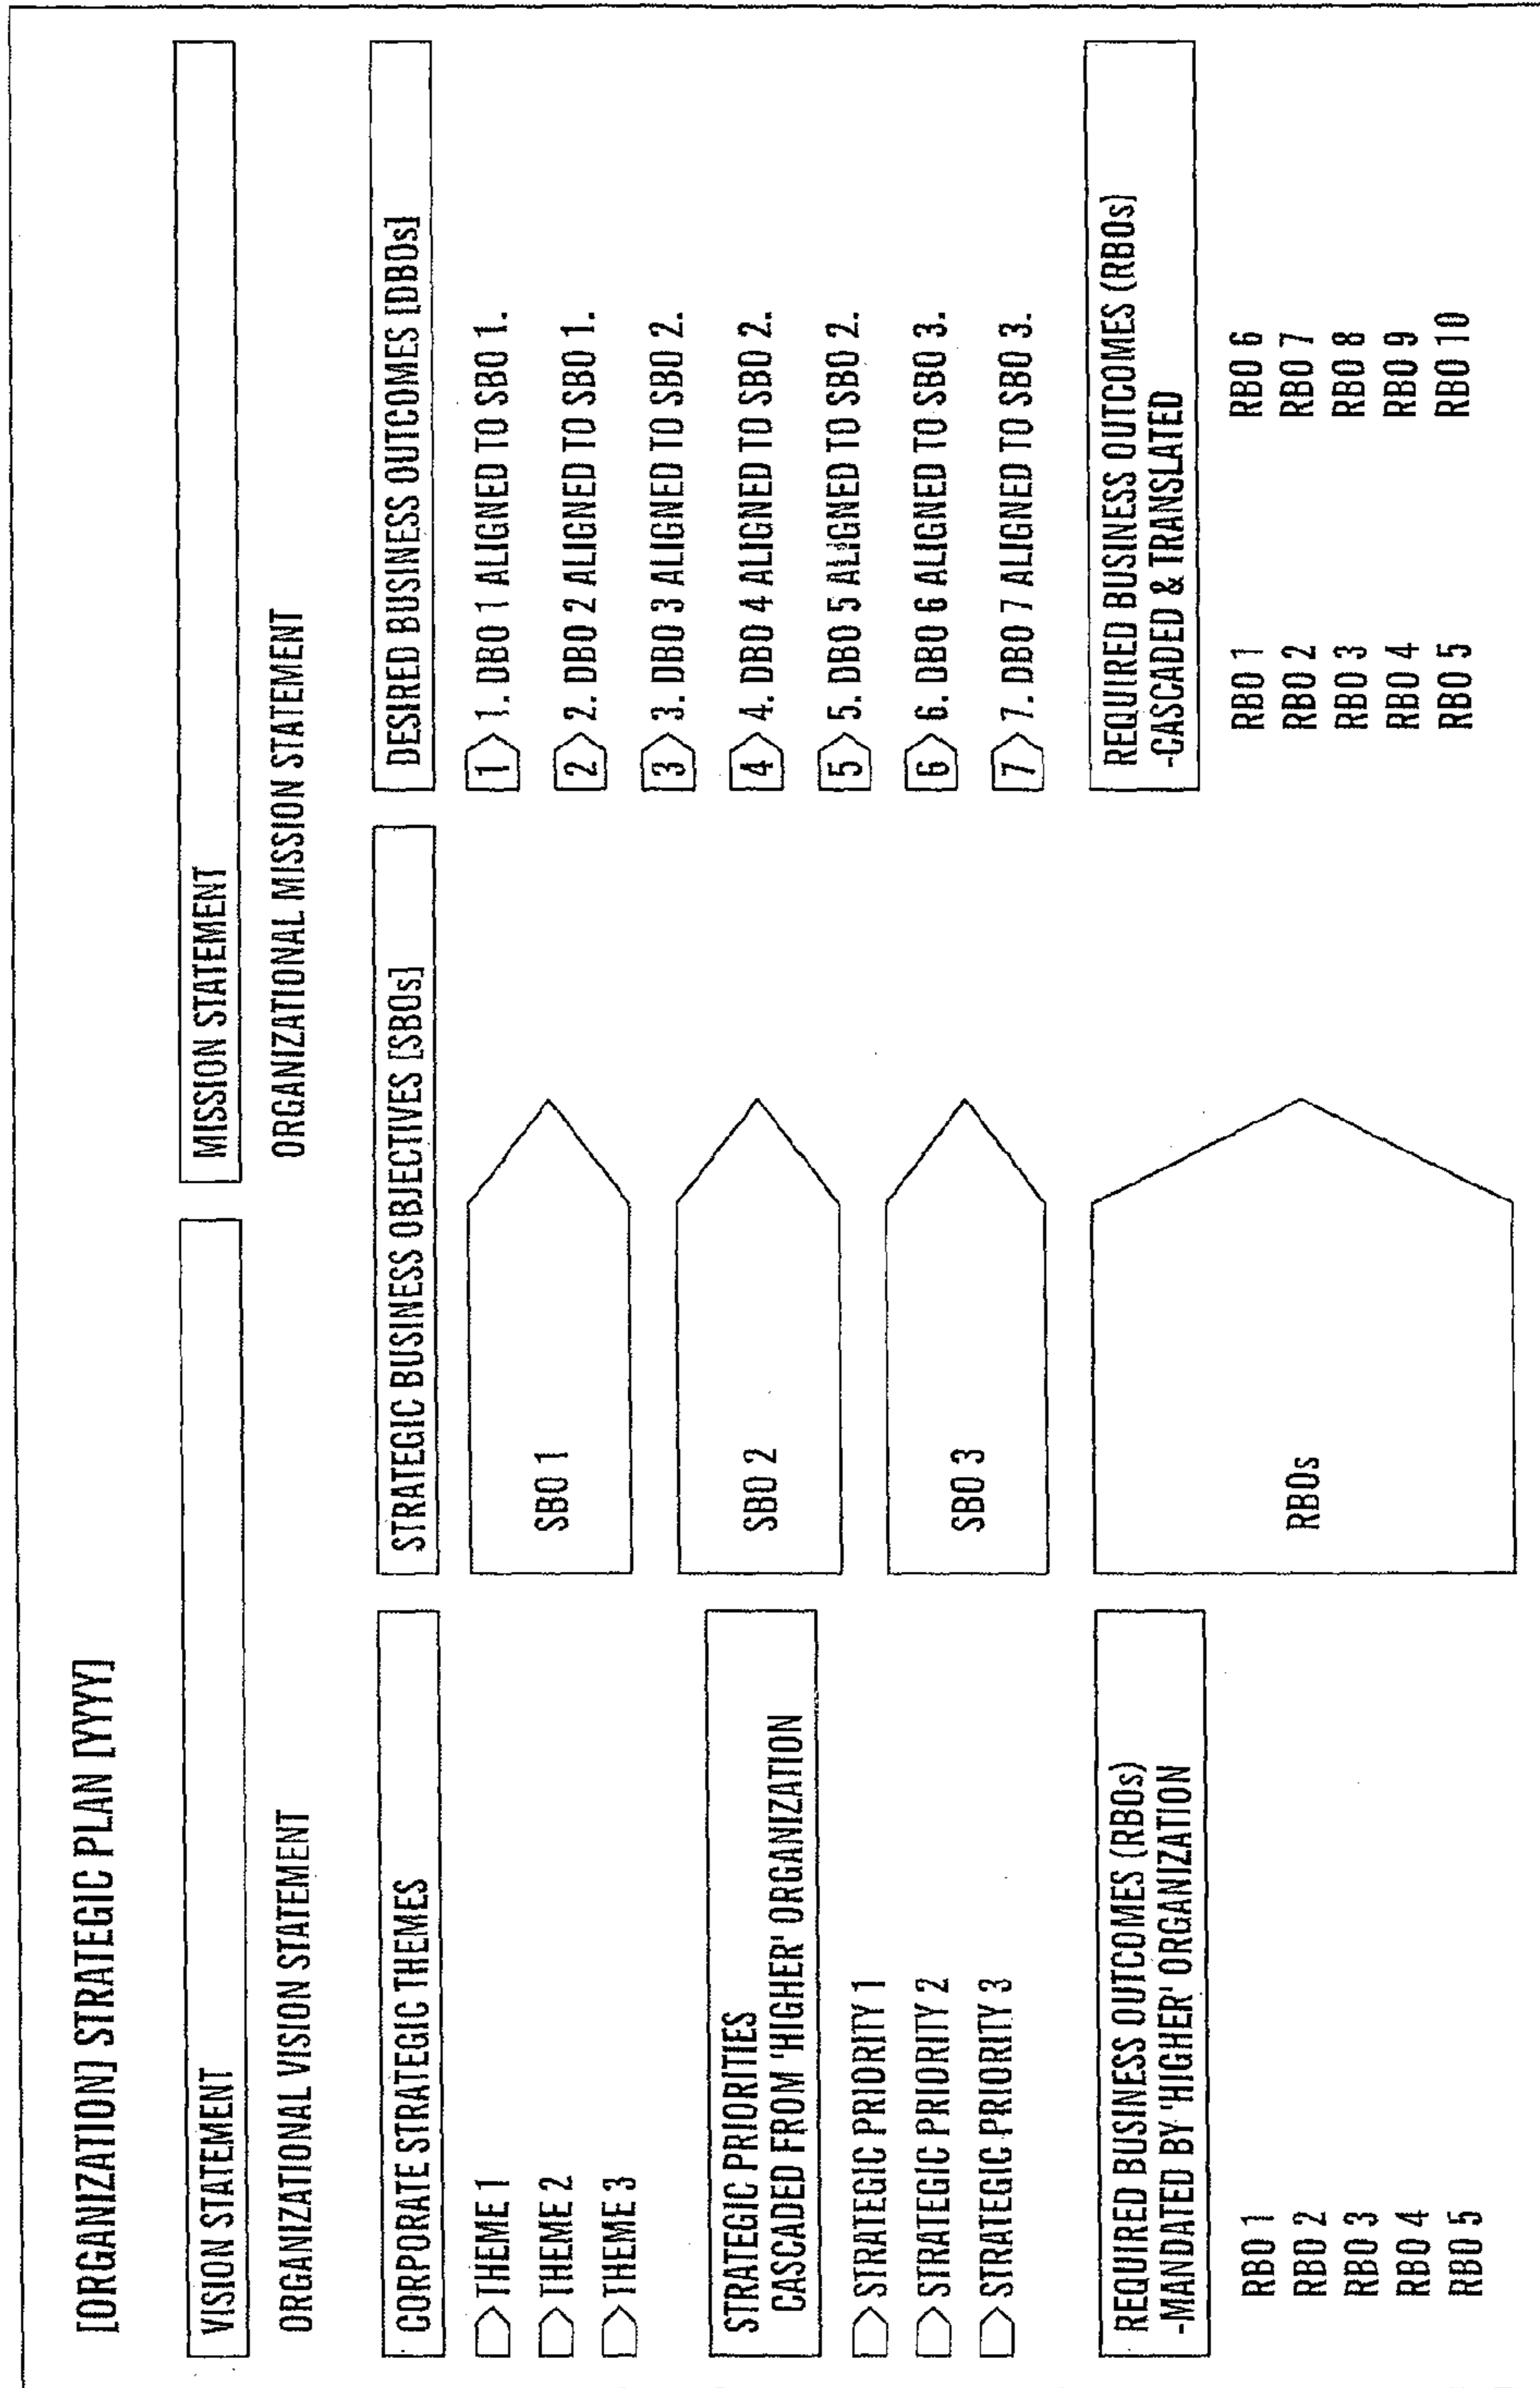 [ORGANIZATION] STRATEGIC PLAN [YYYY]
VISION STATEMENT
ORGANIZATIONAL VISION STATEMENT
MISSION STATEMENT
ORGANIZATIONAL MISSION STATEMENT
CORPORATE STRATEGIC THEMES
THEME 1
THEME 2
THEME 3
STRATEGIC PRIORITIES
CASCADED FROM 'HIGHER' ORGANIZATION
STRATEGIC PRIORITY 1
STRATEGIC PRIORITY 2
STRATEGIC PRIORITY 3
REQUIRED BUSINESS OUTCOMES (RBOs)
-MANDATED BY 'HIGHER' ORGANIZATION
RBO 1
RBO 2
RBO 3
RBO 4
RBO 5
STRATEGIC BUSINESS OBJECTIVES [SBOs]
SBO 1
SBO 2
SBO 3
RBOs
DESIRED BUSINESS OUTCOMES [DBOs]
1 1. DBO 1 ALIGNED TO SBO 1.
2 2. DBO 2 ALIGNED TO SBO 1.
3 3. DBO 3 ALIGNED TO SBO 2.
4 4. DBO 4 ALIGNED TO SBO 2.
5 5. DBO 5 ALIGNED TO SBO 2.
6 6. DBO 6 ALIGNED TO SBO 3.
7 7. DBO 7 ALIGNED TO SBO 3.
REQUIRED BUSINESS OUTCOMES (RBOs)
-CASCADED & TRANSLATED
RBO 1
RBO 2
RBO 3
RBO 4
RBO 5
RBO 6
RBO 7
RBO 8
RBO 9
RBO 10